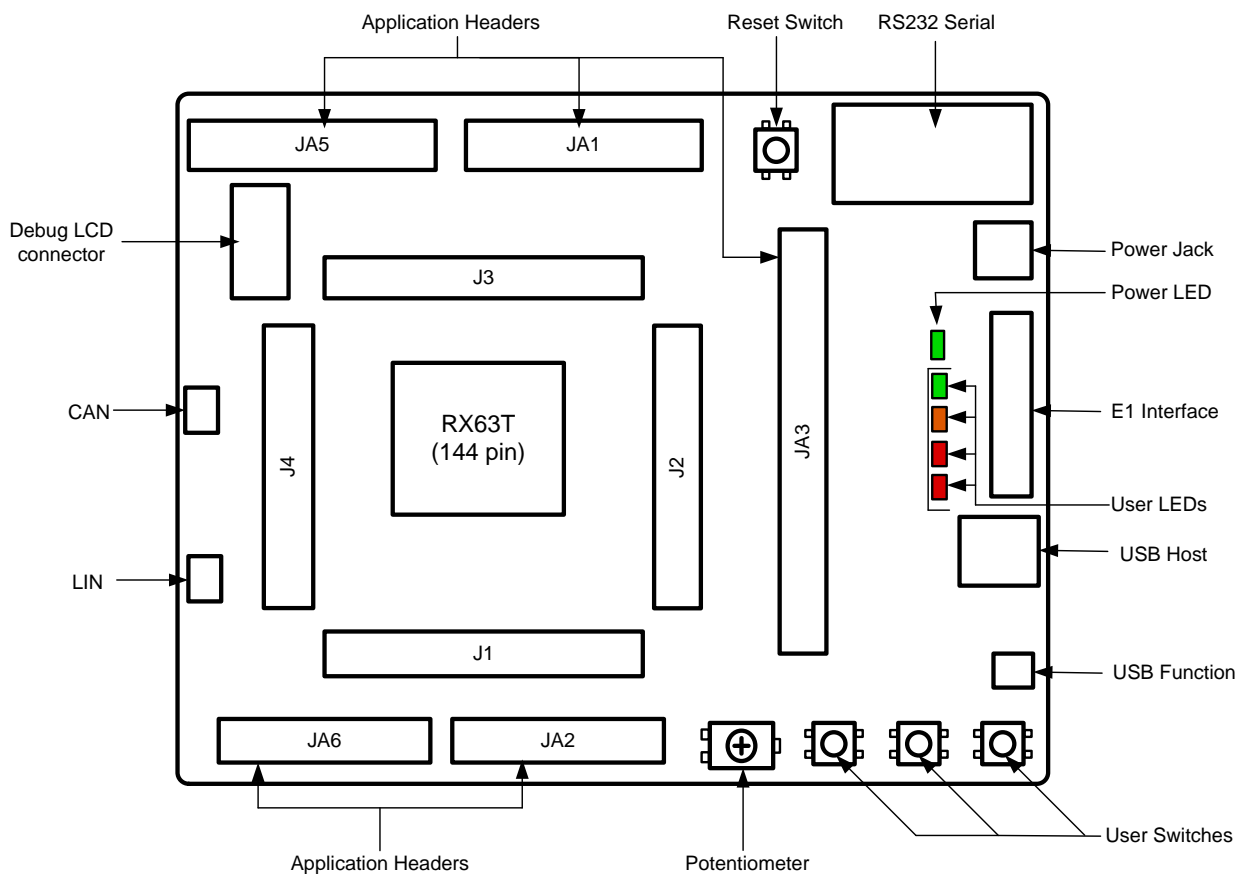 Application Headers
Reset Switch
RS232 Serial
JA5
JA1
Debug LCD
connector
J3
Power Jack
Power LED
CAN
RX63T
(144 pin)
E1 Interface
J4
J2
JA3
User LEDs
USB Host
LIN
J1
USB Function
JA6
JA2
User Switches
Application Headers
Potentiometer